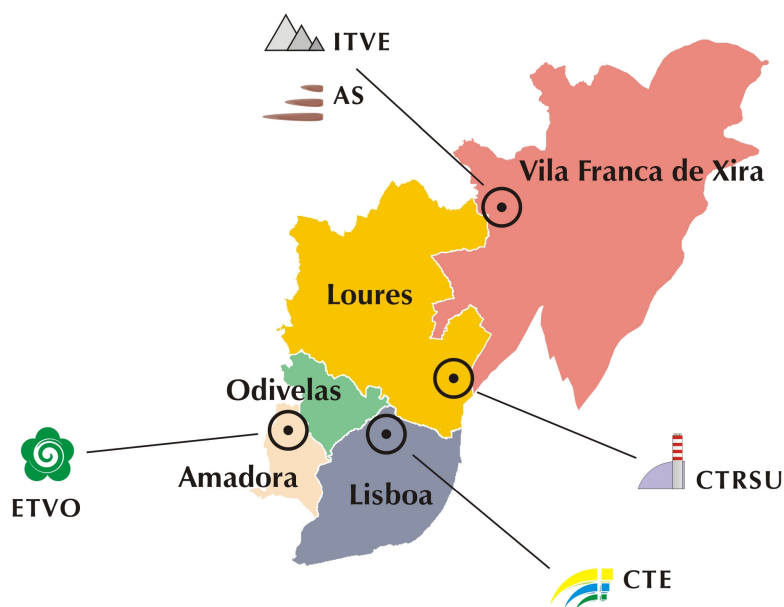 ITVE
AS
Vila Franca de Xira
Loures
Odivelas
Amadora
Lisboa
ETVO
CTRSU
CTE